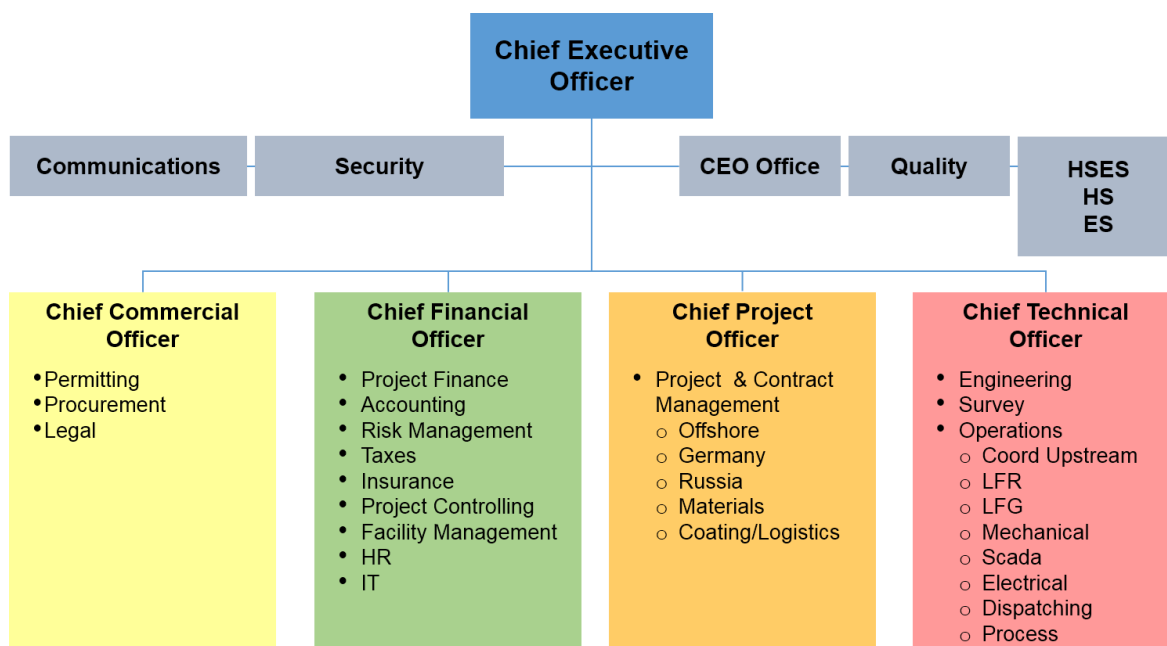 Chief Executive
Officer
Communications
Security
CEO Office
Quality
HSES
HS
ES
Chief Commercial
Officer
•Permitting
•Procurement
•Legal
Chief Financial
Officer
• Project Finance
• Accounting
• Risk Management
• Taxes
• Insurance
• Project Controlling
• Facility Management
• HR
• IT
Chief Project
Officer
• Project & Contract
Management
o Offshore
o Germany
o Russia
o Materials
o Coating/Logistics
Chief Technical
Officer
• Engineering
• Survey
• Operations
o Coord Upstream
o LFR
o LFG
o Mechanical
o Scada
o Electrical
o Dispatching
o Process